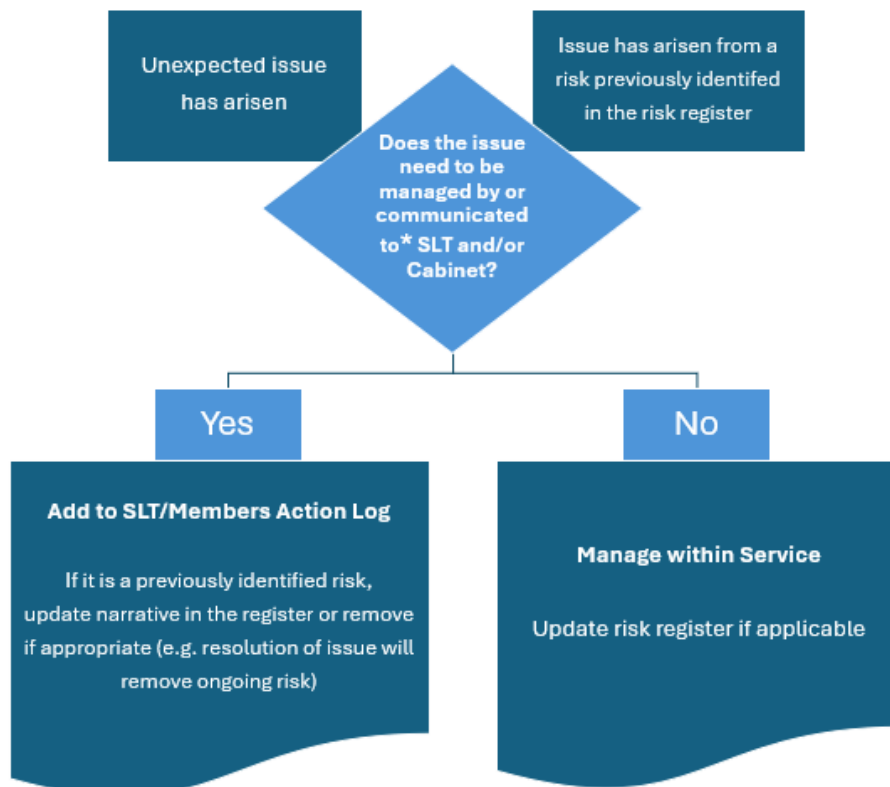 Unexpected issue
has arisen
Issue has arisen from a
risk previously identifed
in the risk register
Does the issue
need to be
managed by or
communicated
to* SLT and/or
Cabinet?
Yes
No
Add to SLT/Members Action Log
If it is a previously identified risk,
update narrative in the register or remove
if appropriate (e.g. resolution of issue will
remove ongoing risk)
Manage within Service
Update risk register if applicable